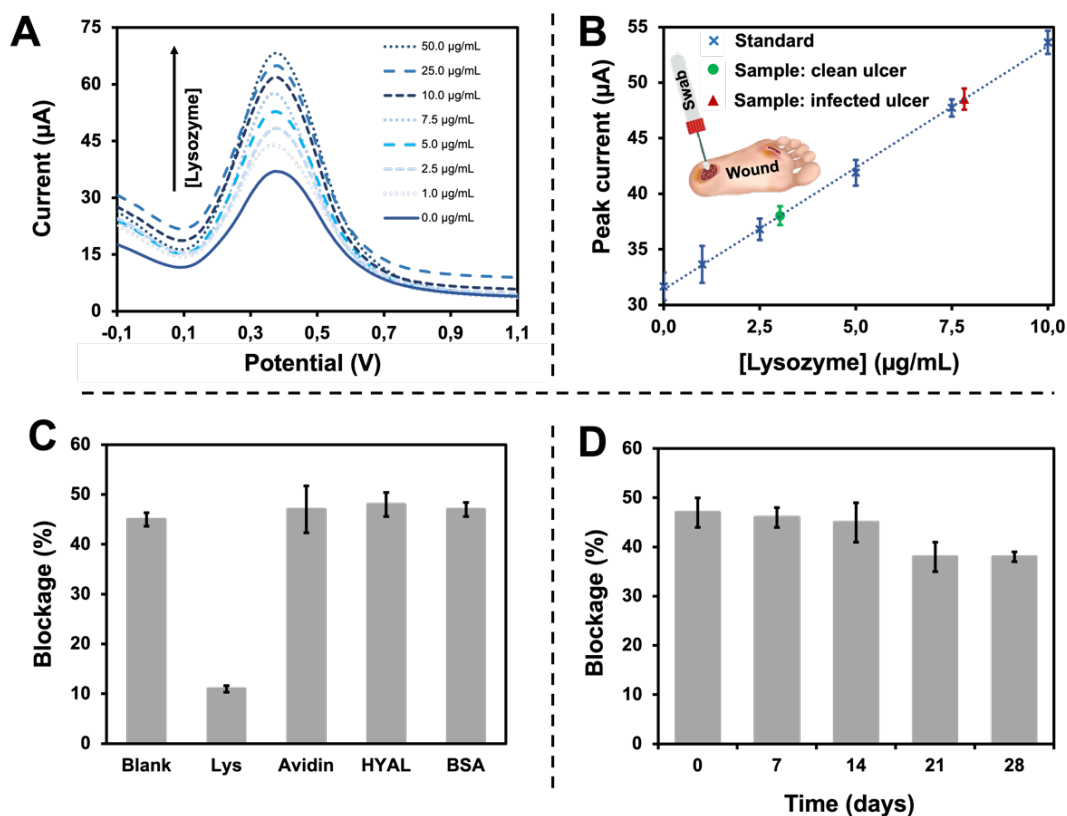 A
75
60
45
30
15
0
Current (µA)
[Lysozyme]
50.0 µg/mL
25.0 µg/mL
10.0 µg/mL
7.5 µg/mL
5.0 µg/mL
2.5 µg/mL
1.0 µg/mL
0.0 µg/mL
-0,1 0,1 0,3 0,5 0,7 0,9 1,1
Potential (V)
B
55
50
45
40
35
30
Peak current (µA)
Standard
Sample: clean ulcer
Sample: infected ulcer
Swab
Wound
0,0 2,5 5,0 7,5 10,0
[Lysozyme] (µg/mL)
C
60
50
40
30
20
10
0
Blockage (%)
Blank Lys Avidin HYAL BSA
D
60
50
40
30
20
10
0
Blockage (%)
0 7 14 21 28
Time (days)